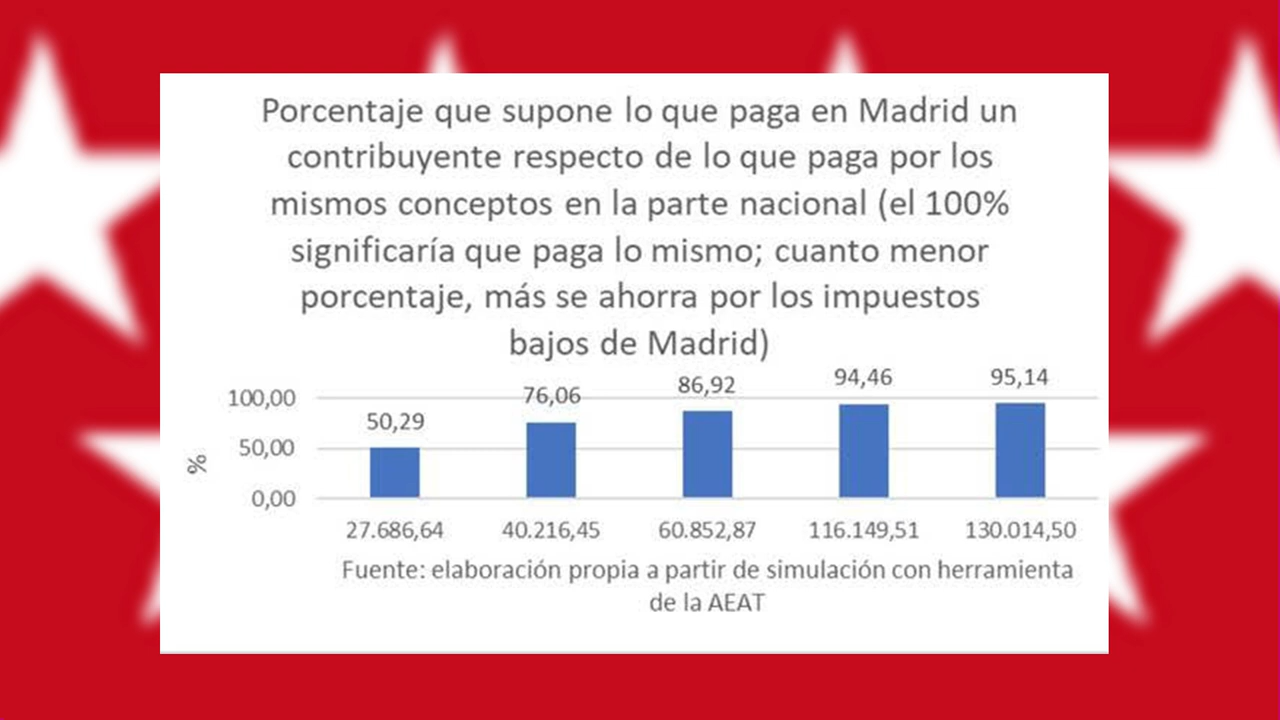 Porcentaje que supone lo que paga en Madrid un
contribuyente respecto de lo que paga por los
mismos conceptos en la parte nacional (el 100%
significaría que paga lo mismo; cuanto menor
porcentaje, más se ahorra por los impuestos
bajos de Madrid)
50,29 76,06 86,92 94,46 95,14
100,00
50,00
0,00
%
27.686,64 40.216,45 60.852,87 116.149,51 130.014,50
Fuente: elaboración propia a partir de simulación con herramienta
de la AEAT